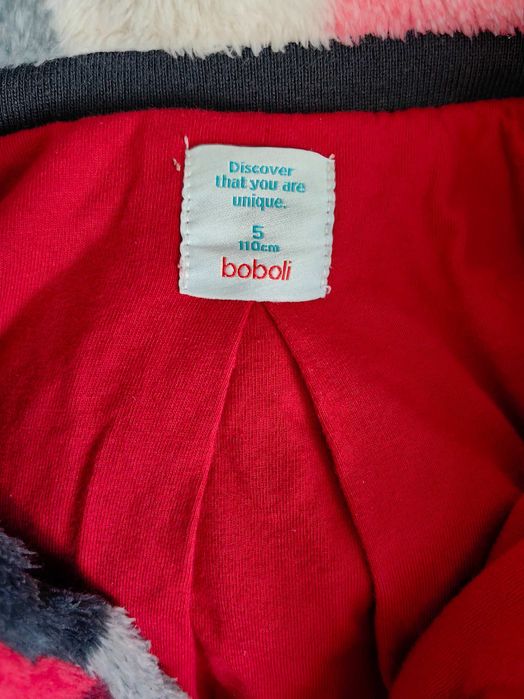 Discover
that you are
unique.
5
110cm
boboli